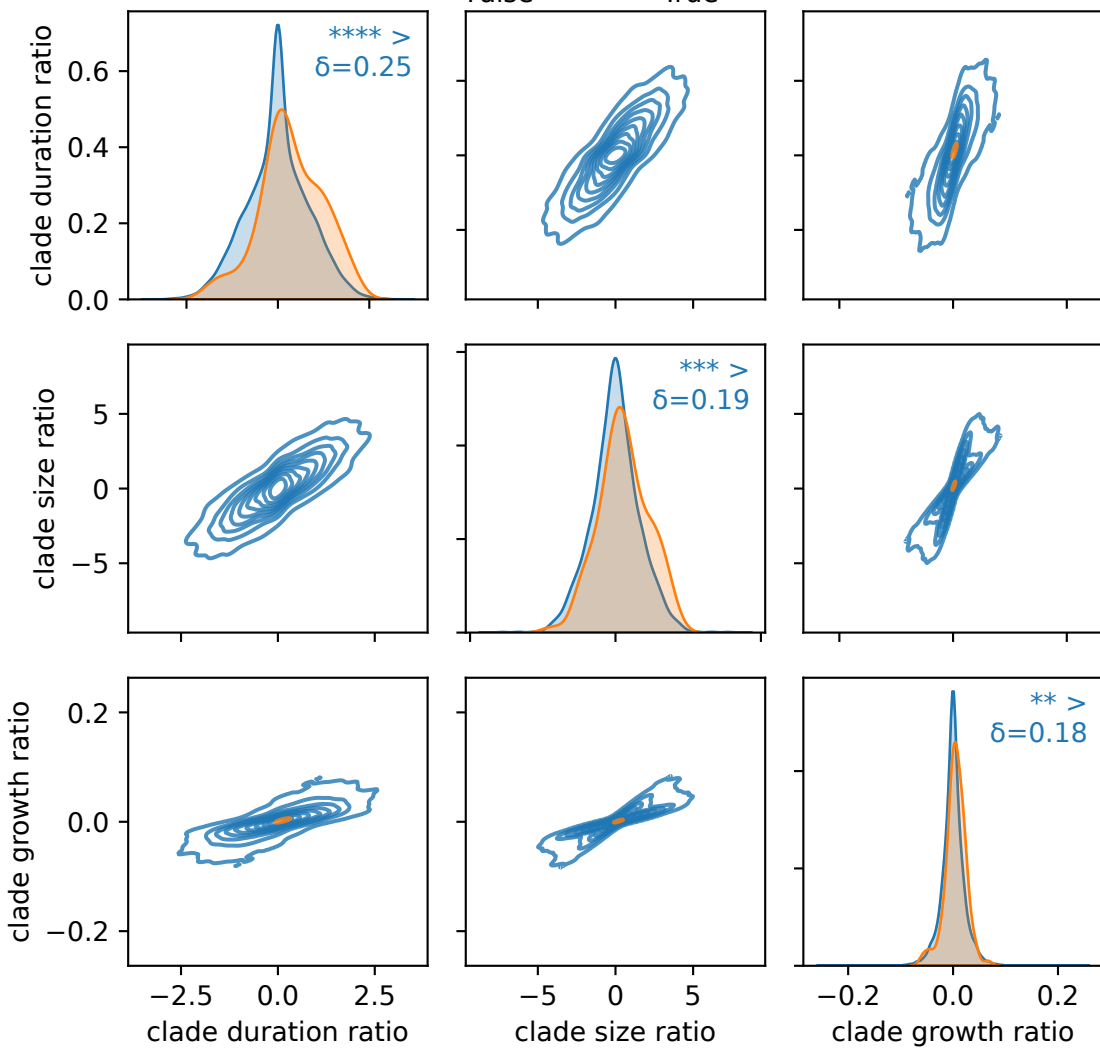 clade duration ratio
0.6
0.4
0.2
0.0
**** >
δ=0.25
clade size ratio
5
0
−5
*** >
δ=0.19
clade growth ratio
0.2
0.0
−0.2
** >
δ=0.18
−2.5 0.0 2.5
−5 0 5
−0.2 0.0 0.2
clade duration ratio
clade size ratio
clade growth ratio